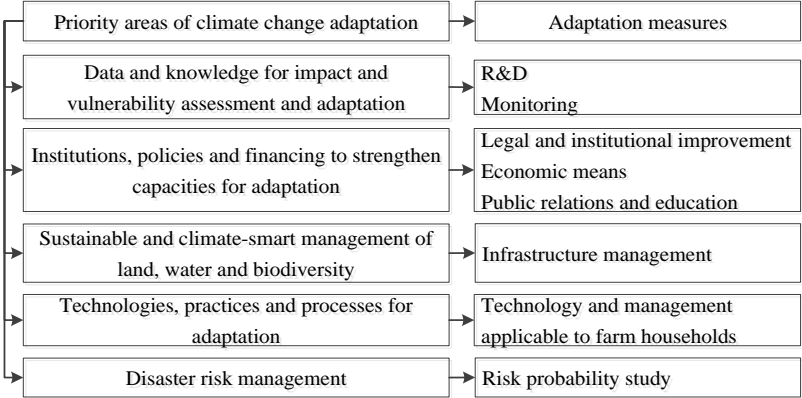 Priority areas of climate change adaptation
Adaptation measures
Data and knowledge for impact and
vulnerability assessment and adaptation
R&D
Monitoring
Institutions, policies and financing to strengthen
capacities for adaptation
Legal and institutional improvement
Economic means
Public relations and education
Sustainable and climate-smart management of
land, water and biodiversity
Infrastructure management
Technologies, practices and processes for
adaptation
Technology and management
applicable to farm households
Disaster risk management
Risk probability study